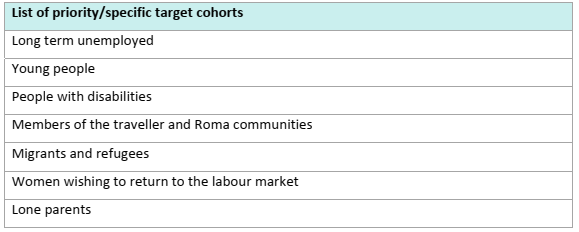 List of priority/specific target cohorts
Long term unemployed
Young people
People with disabilities
Members of the traveller and Roma communities
Migrants and refugees
Women wishing to return to the labour market
Lone parents